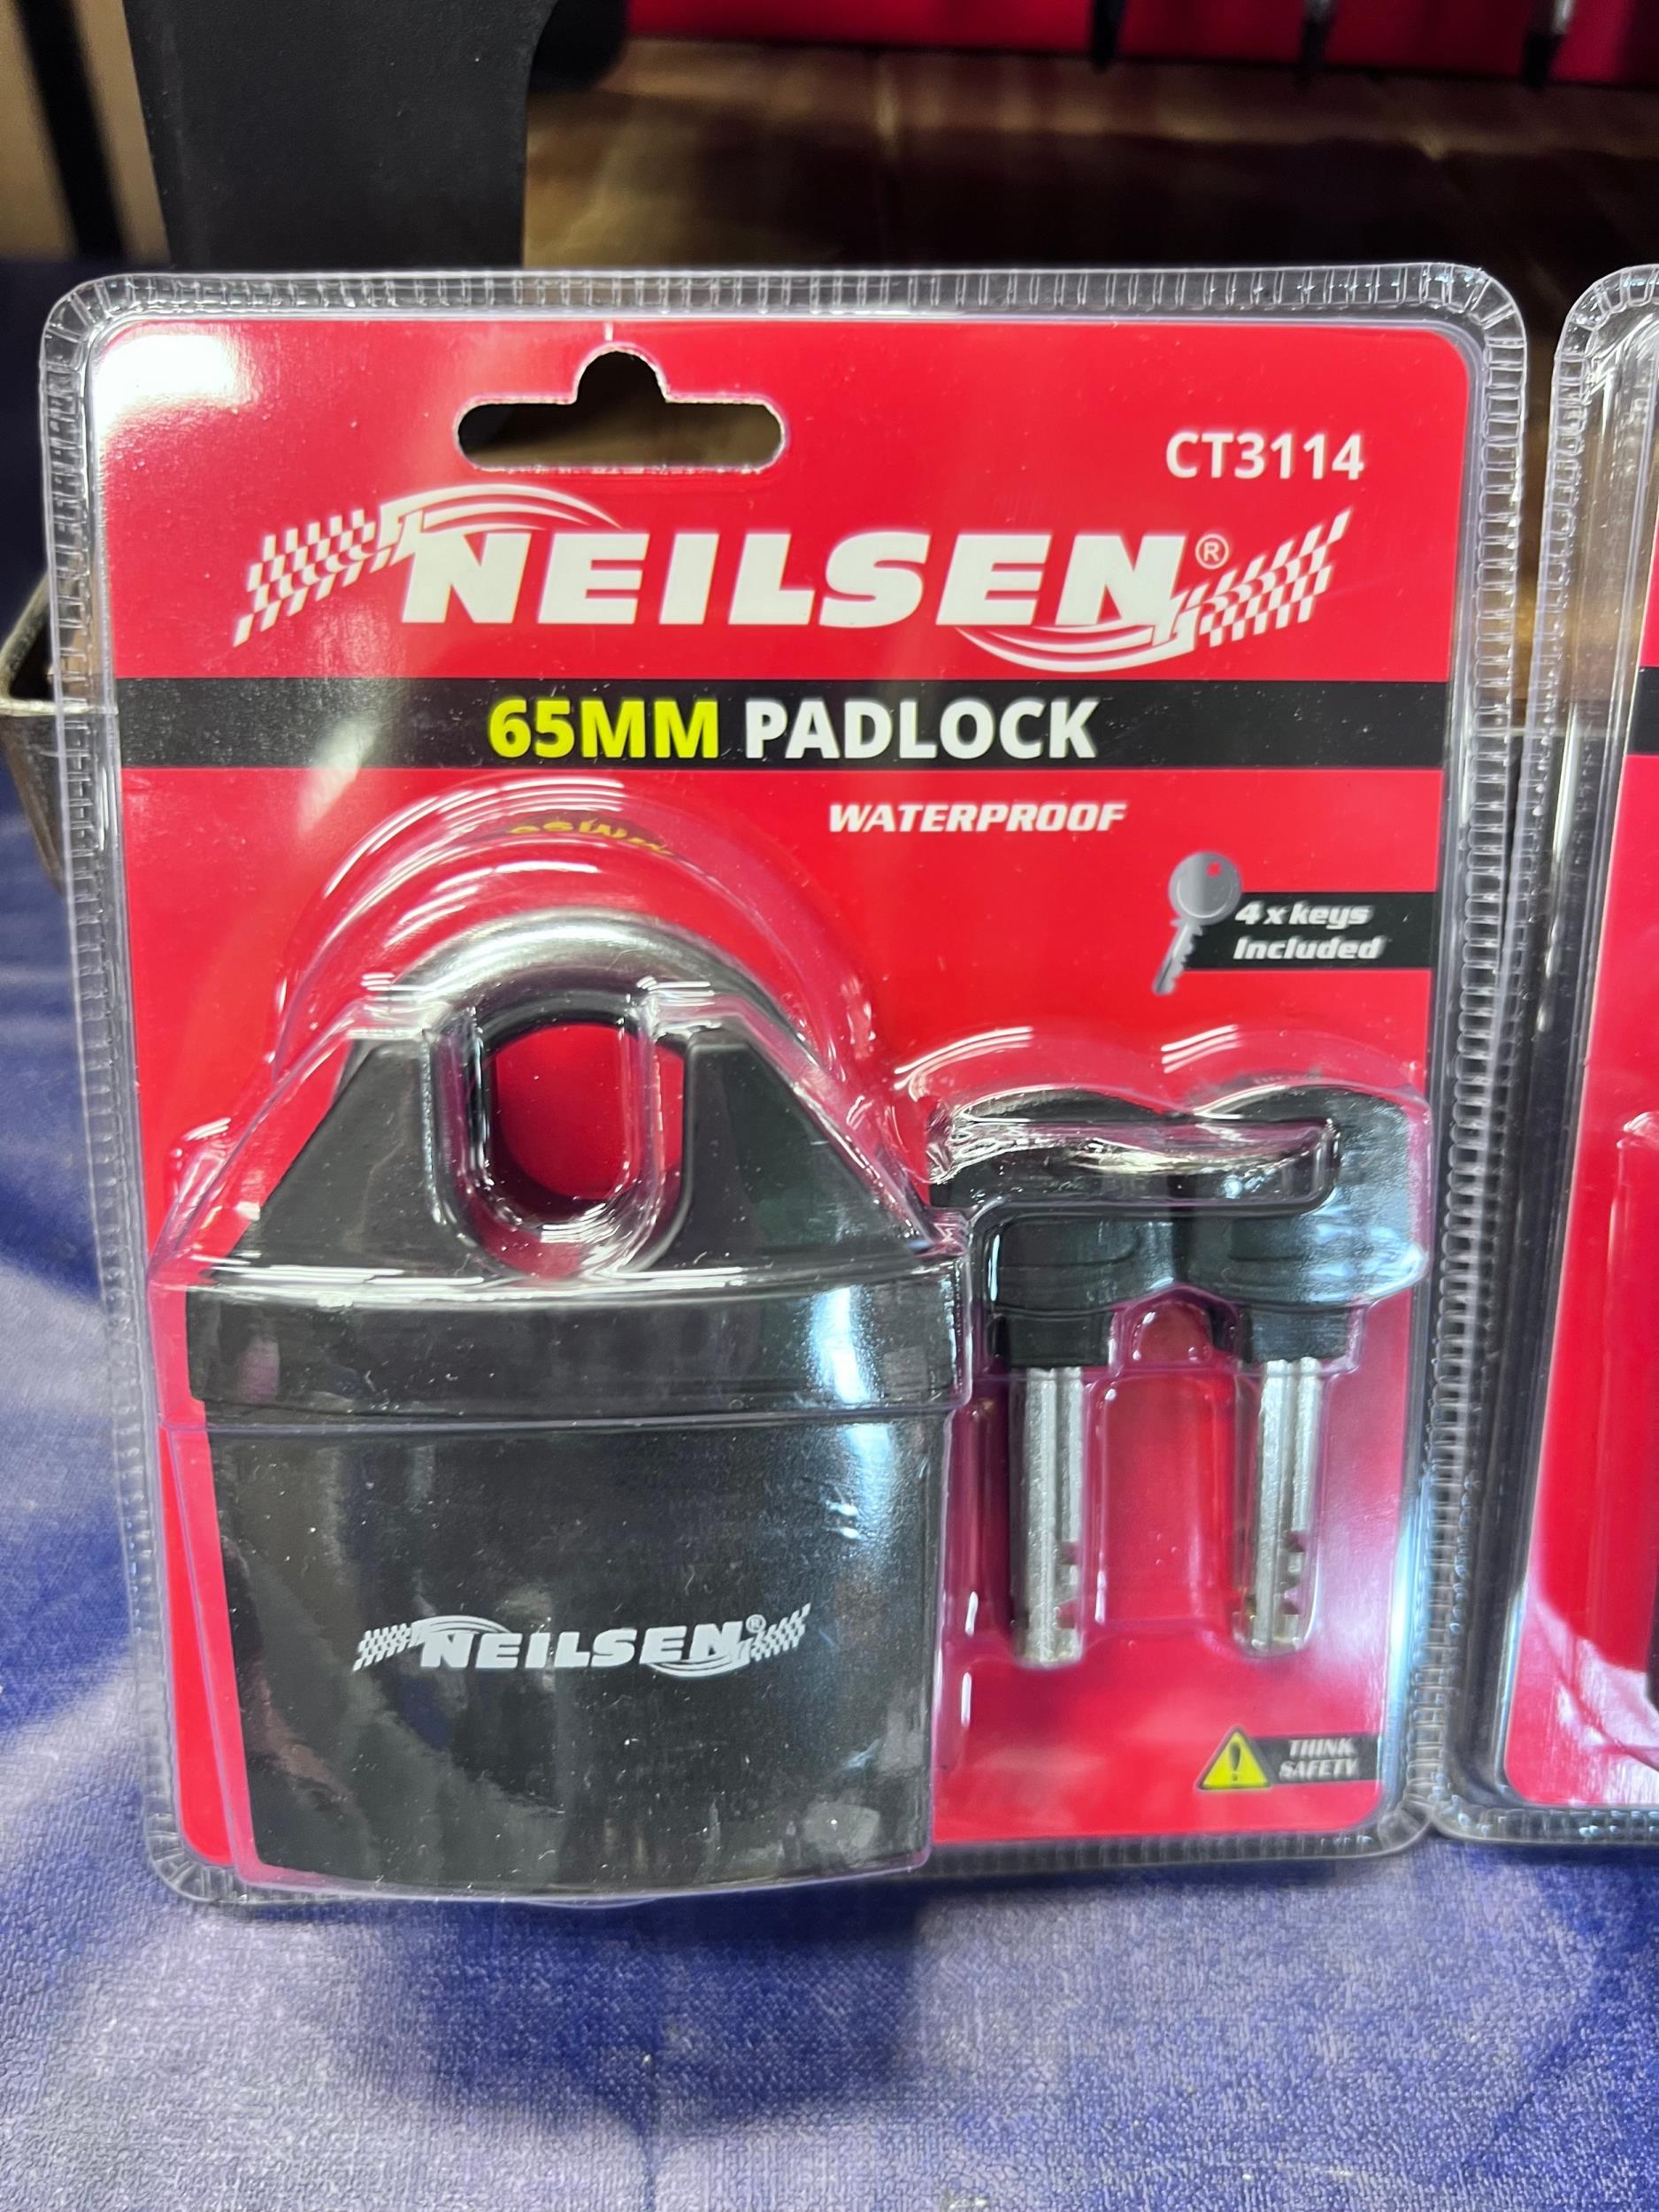 CT3114
NEILSEN®
65MM PADLOCK
WATERPROOF
4 x keys
Included
NEILSEN®
THINK
SAFETY